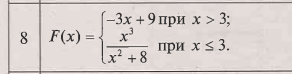 8 F(x) = { -3x + 9 при x > 3;
x³/(x² + 8) при x ≤ 3.